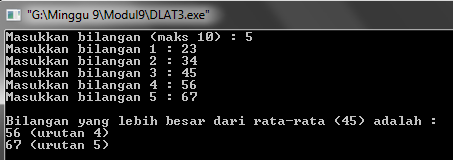 "G:\Minggu 9\Modul9\DLAT3.exe"
Masukkan bilangan (maks 10) : 5
Masukkan bilangan 1 : 23
Masukkan bilangan 2 : 34
Masukkan bilangan 3 : 45
Masukkan bilangan 4 : 56
Masukkan bilangan 5 : 67
Bilangan yang lebih besar dari rata-rata (45) adalah :
56 (urutan 4)
67 (urutan 5)